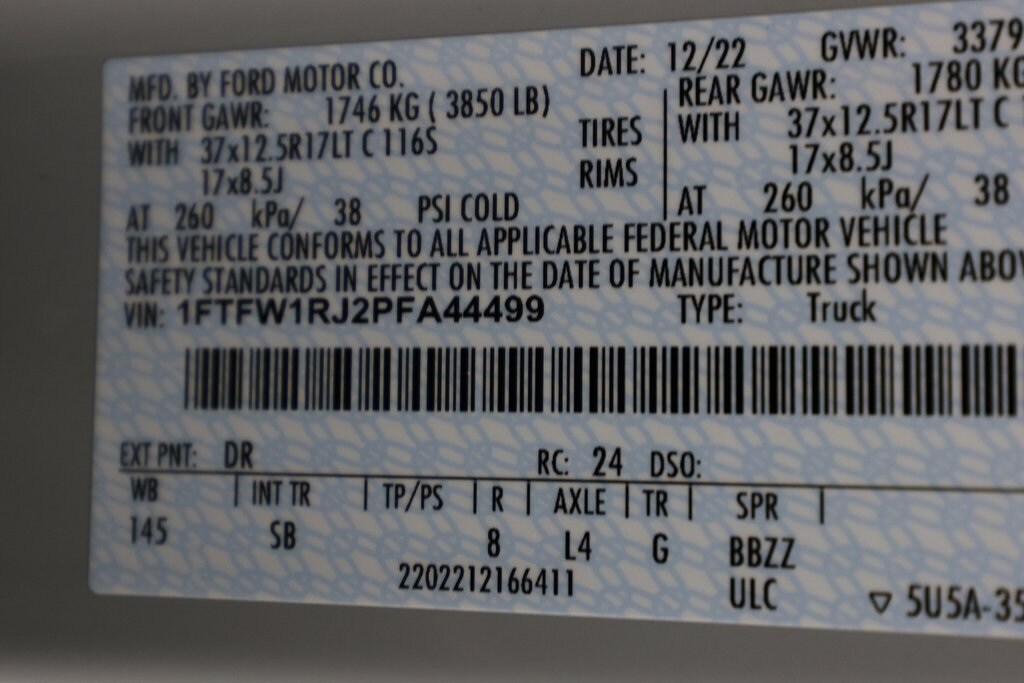 MFD. BY FORD MOTOR CO. DATE: 12/22 GVWR: 3379
FRONT GAWR: 1746 KG ( 3850 LB) REAR GAWR: 1780 KG
WITH 37x12.5R17LT C 116S TIRES WITH 37x12.5R17LT C
17x8.5J RIMS 17x8.5J
AT 260 kPa/ 38 PSI COLD AT 260 kPa/ 38
THIS VEHICLE CONFORMS TO ALL APPLICABLE FEDERAL MOTOR VEHICLE
SAFETY STANDARDS IN EFFECT ON THE DATE OF MANUFACTURE SHOWN ABOV
VIN: 1FTFW1RJ2PFA44499 TYPE: Truck
EXT PNT: DR RC: 24 DSO:
WB | INT TR | TP/PS | R | AXLE | TR | SPR |
145 SB 8 L4 G BBZZ
2202212166411 ULC ▽ 5U5A-35